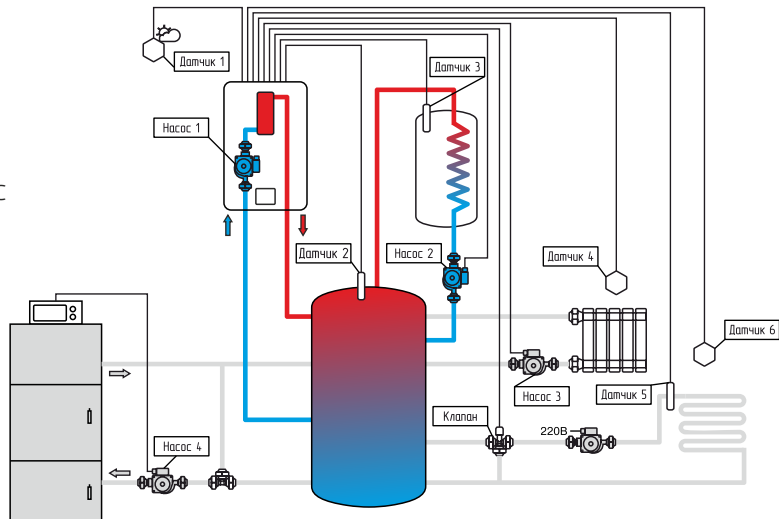 Датчик 1
Датчик 3
Насос 1
С
Датчик 2
Насос 2
Датчик 4
Датчик 6
Насос 3
Датчик 5
Клапан
220В
Насос 4